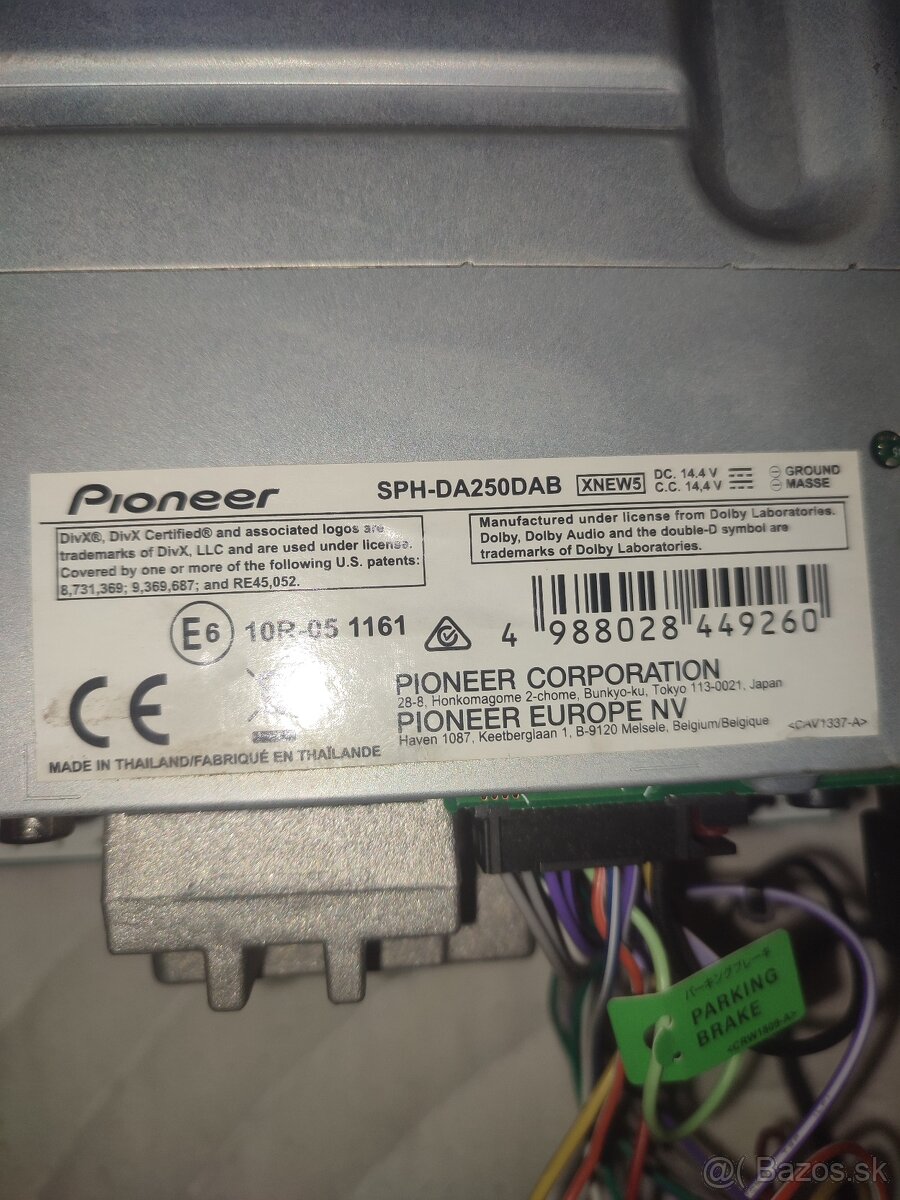 Pioneer
SPH-DA250DAB XNEW5 DC. 14,4 V GROUND
C.C. 14,4 V MASSE
DivX®, DivX Certified® and associated logos are
trademarks of DivX, LLC and are used under license.
Covered by one or more of the following U.S. patents:
8,731,369; 9,369,687; and RE45,052.
Manufactured under license from Dolby Laboratories.
Dolby, Dolby Audio and the double-D symbol are
trademarks of Dolby Laboratories.
E6 10R-05 1161
4 988028 449260
CE
PIONEER CORPORATION
28-8, Honkomagome 2-chome, Bunkyo-ku, Tokyo 113-0021, Japan
PIONEER EUROPE NV
Haven 1087, Keetberglaan 1, B-9120 Melsele, Belgium/Belgique
<CAV1337-A>
MADE IN THAILAND/FABRIQUÉ EN THAÏLANDE
パーキングブレーキ
PARKING
BRAKE
<CRW1809-A>
@( Bazos.sk